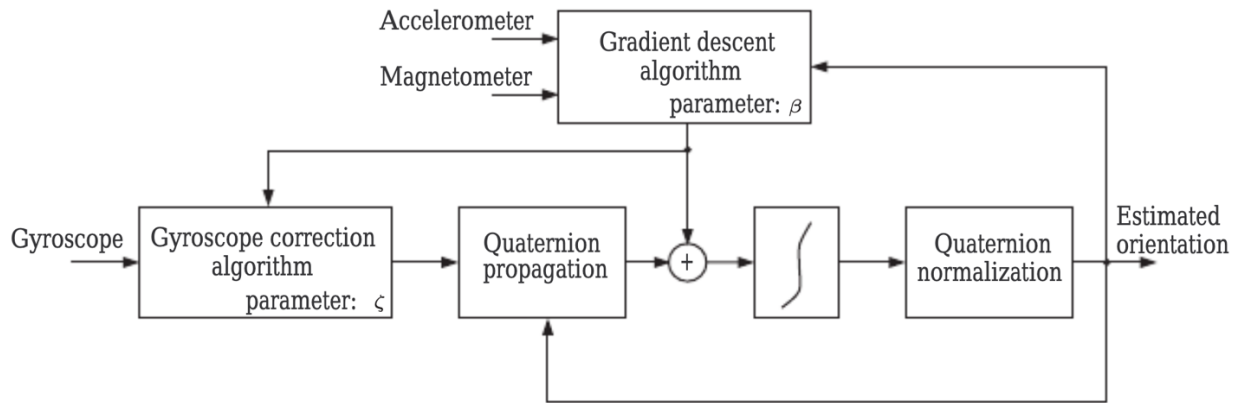 Accelerometer
Magnetometer
Gradient descent
algorithm
parameter: β
Gyroscope
Gyroscope correction
algorithm
parameter: ζ
Quaternion
propagation
+
Quaternion
normalization
Estimated
orientation